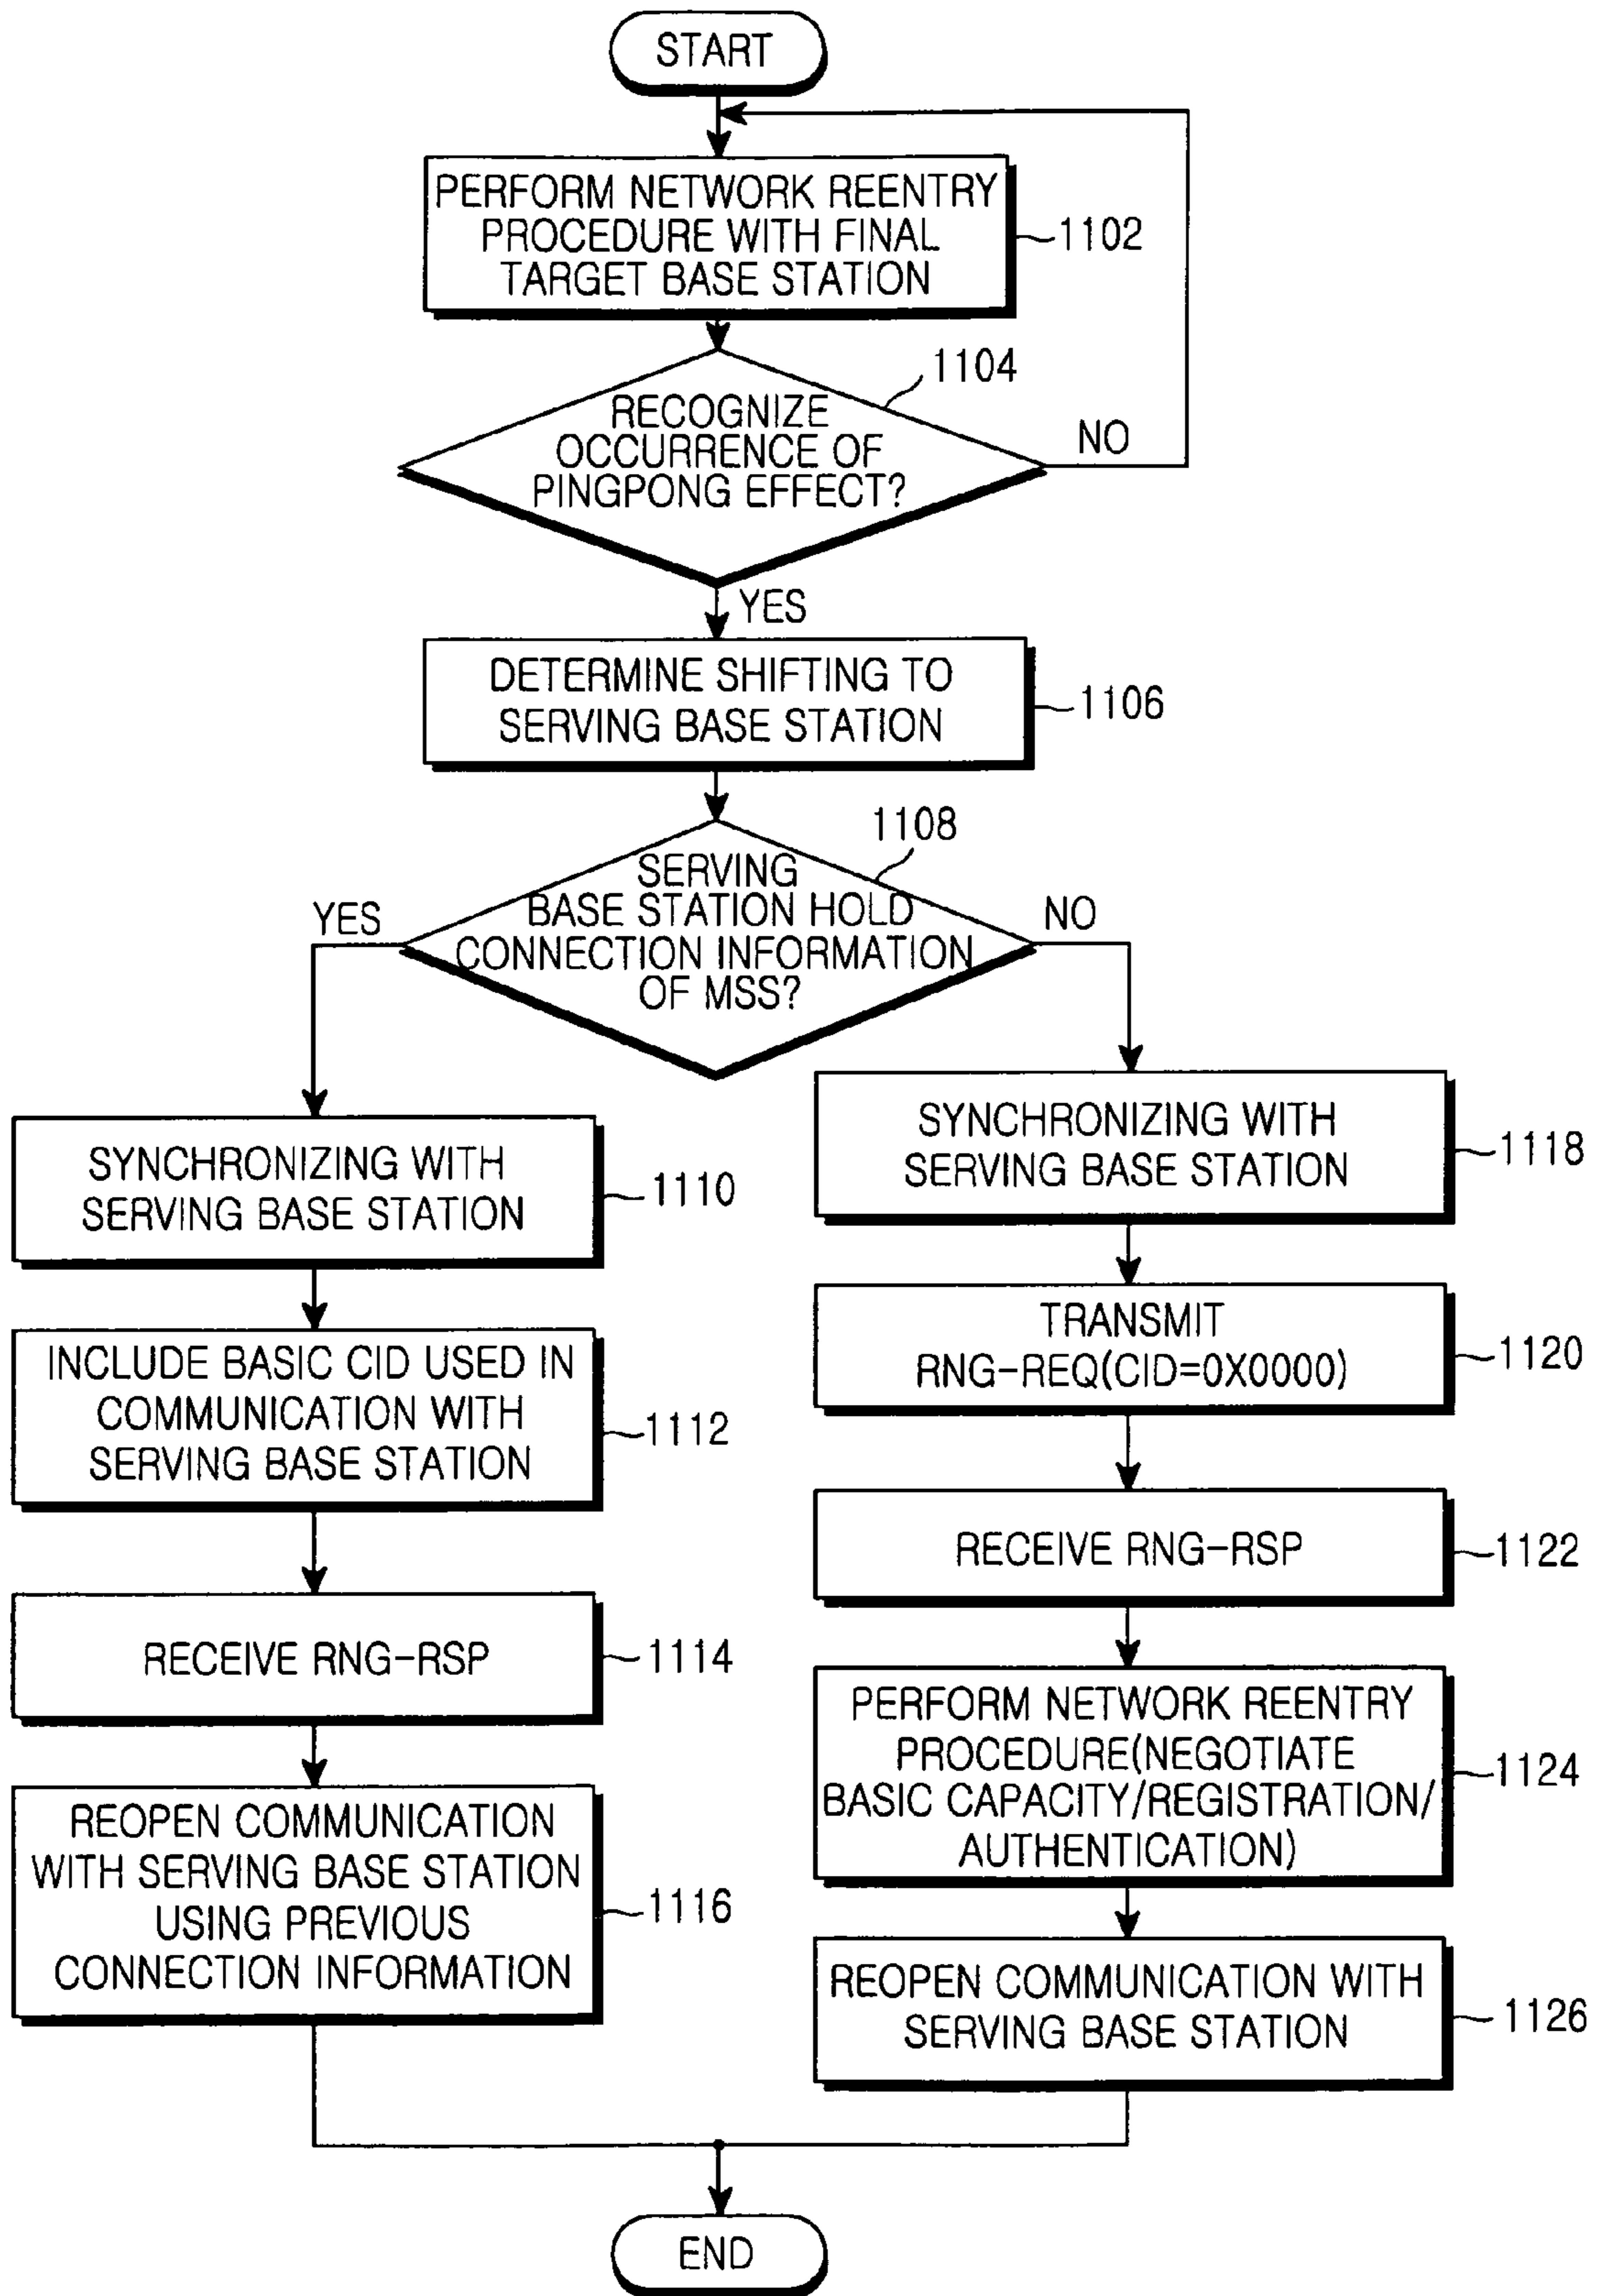 START
PERFORM NETWORK REENTRY
PROCEDURE WITH FINAL
TARGET BASE STATION
1102
1104
RECOGNIZE
OCCURRENCE OF
PINGPONG EFFECT?
NO
YES
DETERMINE SHIFTING TO
SERVING BASE STATION
1106
1108
SERVING
BASE STATION HOLD
CONNECTION INFORMATION
OF MSS?
YES
NO
SYNCHRONIZING WITH
SERVING BASE STATION
1110
INCLUDE BASIC CID USED IN
COMMUNICATION WITH
SERVING BASE STATION
1112
RECEIVE RNG-RSP
1114
REOPEN COMMUNICATION
WITH SERVING BASE STATION
USING PREVIOUS
CONNECTION INFORMATION
1116
SYNCHRONIZING WITH
SERVING BASE STATION
1118
TRANSMIT
RNG-REQ(CID=0X0000)
1120
RECEIVE RNG-RSP
1122
PERFORM NETWORK REENTRY
PROCEDURE(NEGOTIATE
BASIC CAPACITY/REGISTRATION/
AUTHENTICATION)
1124
REOPEN COMMUNICATION WITH
SERVING BASE STATION
1126
END